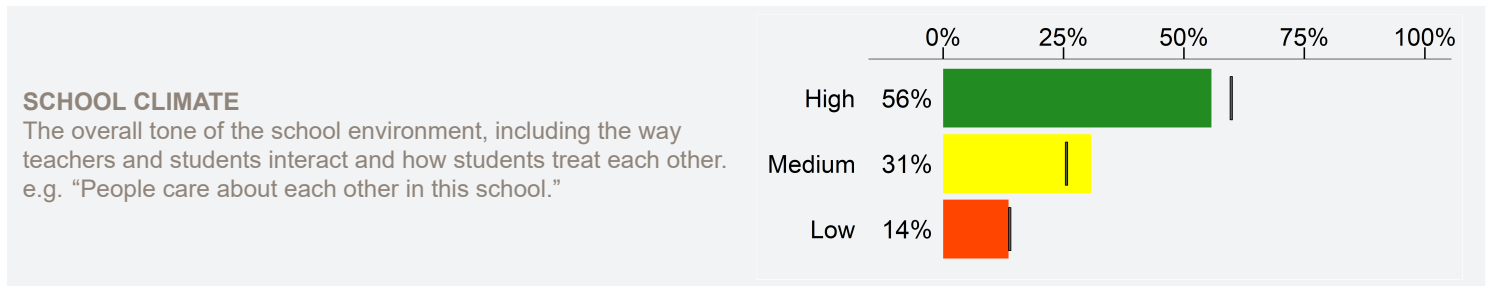 SCHOOL CLIMATE
The overall tone of the school environment, including the way
teachers and students interact and how students treat each other.
e.g. “People care about each other in this school.”
0% 25% 50% 75% 100%
High 56%
Medium 31%
Low 14%